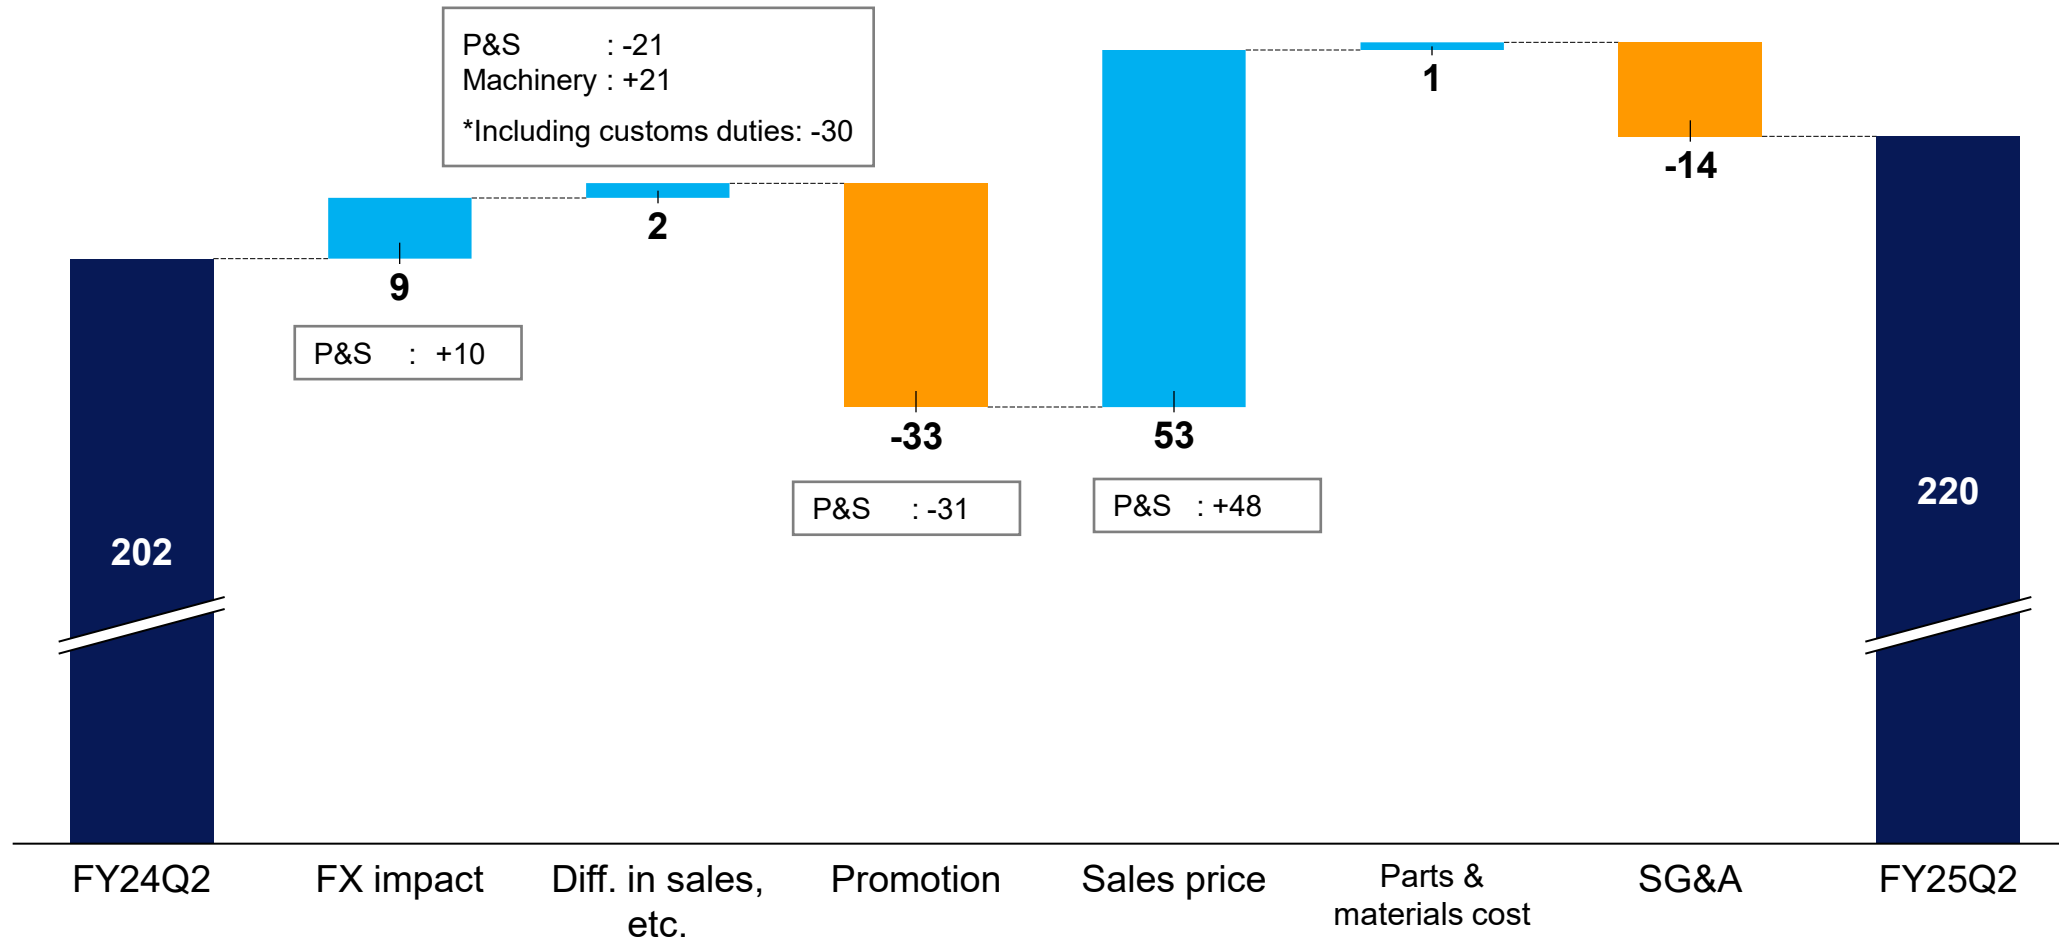 P&S : -21
Machinery : +21
*Including customs duties: -30
1
-14
2
9
P&S : +10
-33
53
P&S : -31
P&S : +48
202
220
FY24Q2
FX impact
Diff. in sales,
etc.
Promotion
Sales price
Parts &
materials cost
SG&A
FY25Q2